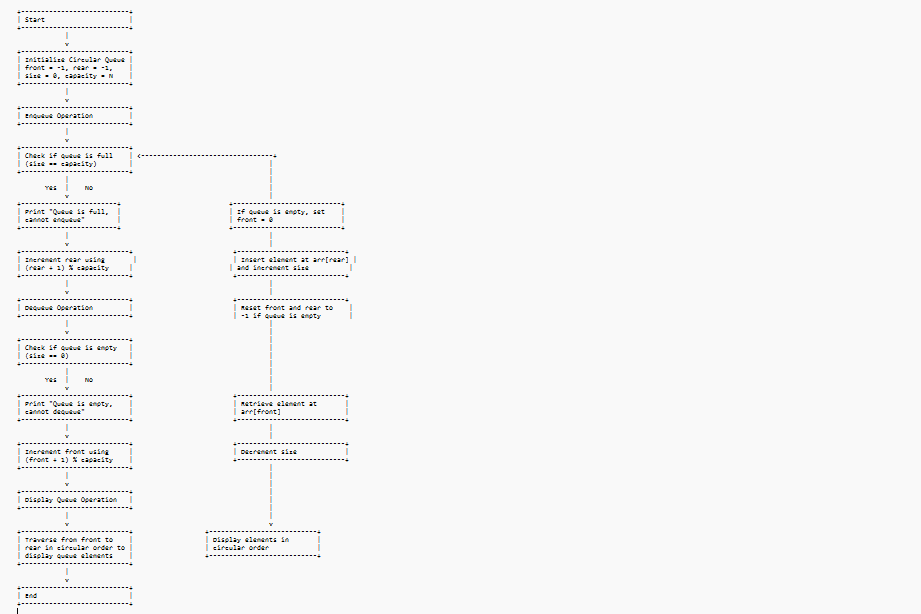 Start
Initialize Circular Queue
front = -1, rear = -1,
size = 0, capacity = N
Enqueue Operation
Check if queue is full
(size == capacity)
Yes No
Print "Queue is full,
cannot enqueue"
If queue is empty, set
front = 0
Increment rear using
(rear + 1) % capacity
Insert element at arr[rear]
and increment size
Dequeue Operation
Reset front and rear to
-1 if queue is empty
Check if queue is empty
(size == 0)
Yes No
Print "Queue is empty,
cannot dequeue"
Retrieve element at
arr[front]
Increment front using
(front + 1) % capacity
Decrement size
Display Queue Operation
Traverse from front to
rear in circular order to
display queue elements
Display elements in
circular order
End